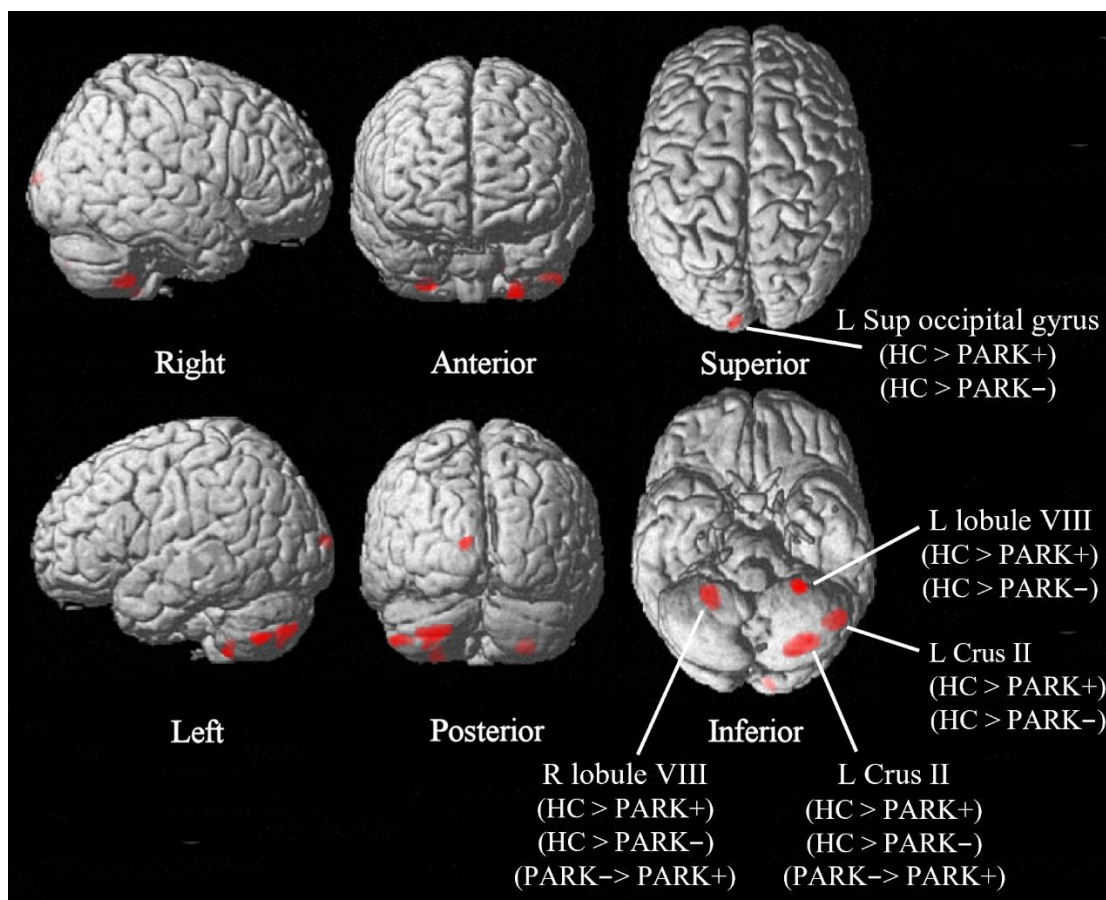 Right
Anterior
Superior
L Sup occipital gyrus
(HC > PARK+)
(HC > PARK−)
Left
Posterior
Inferior
L lobule VIII
(HC > PARK+)
(HC > PARK−)
L Crus II
(HC > PARK+)
(HC > PARK−)
R lobule VIII
(HC > PARK+)
(HC > PARK−)
(PARK−> PARK+)
L Crus II
(HC > PARK+)
(HC > PARK−)
(PARK−> PARK+)